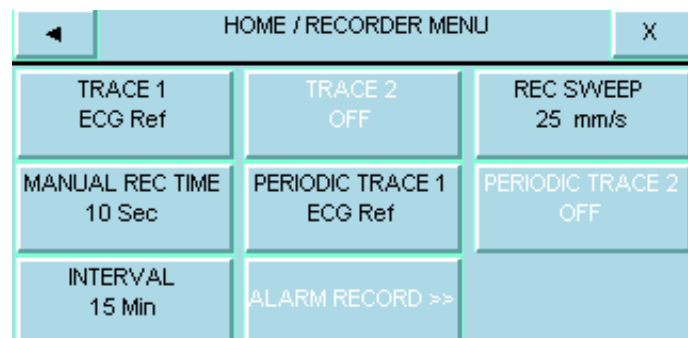 ◄ HOME / RECORDER MENU X
TRACE 1
ECG Ref
TRACE 2
OFF
REC SWEEP
25 mm/s
MANUAL REC TIME
10 Sec
PERIODIC TRACE 1
ECG Ref
PERIODIC TRACE 2
OFF
INTERVAL
15 Min
ALARM RECORD >>